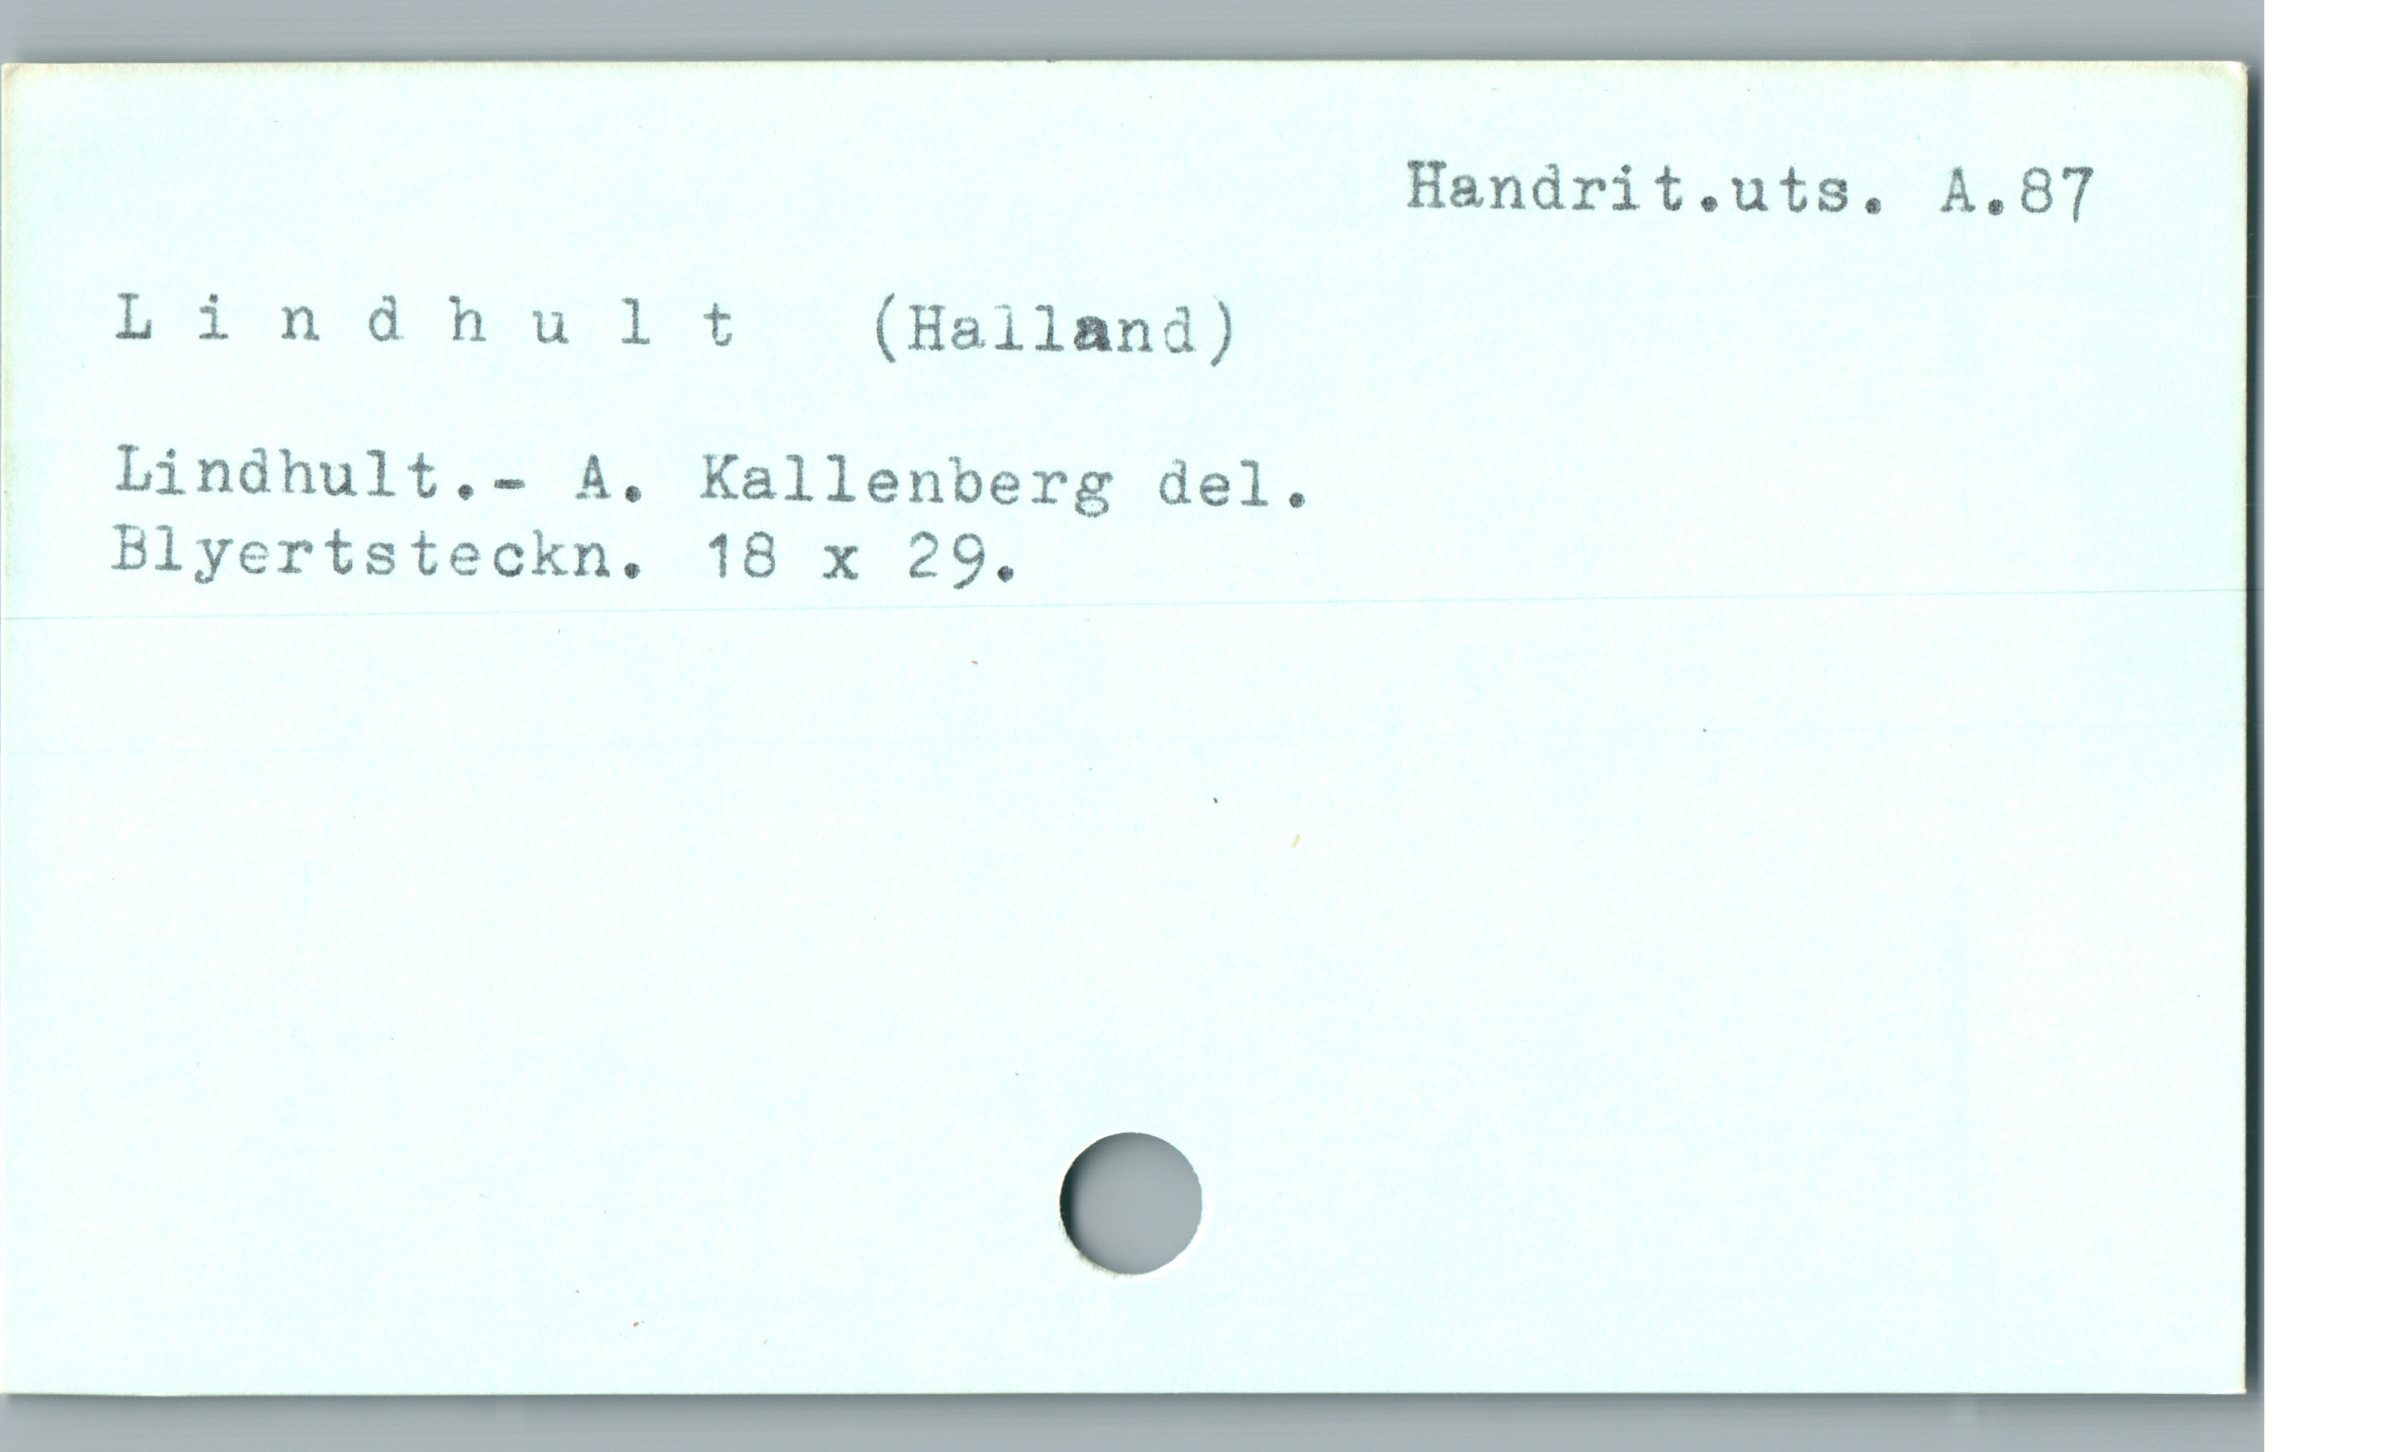 Handrit.uts. A.87
L i n d h u l t (Halland)
Lindhult.- A. Kallenberg del.
Blyertsteckn. 18 x 29.